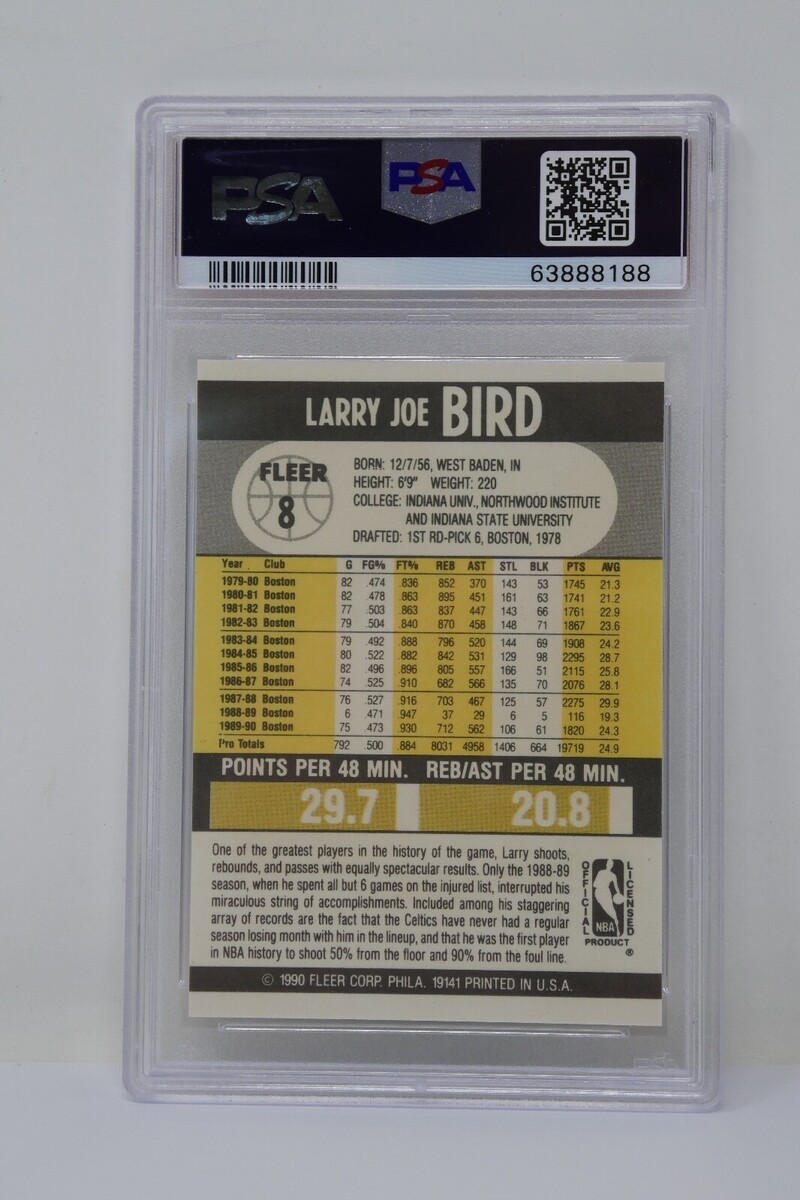 PSA PSA
63888188
LARRY JOE BIRD
FLEER
8
BORN: 12/7/56, WEST BADEN, IN
HEIGHT: 6'9" WEIGHT: 220
COLLEGE: INDIANA UNIV., NORTHWOOD INSTITUTE
AND INDIANA STATE UNIVERSITY
DRAFTED: 1ST RD-PICK 6, BOSTON, 1978
Year Club G FG% FT% REB AST STL BLK PTS AVG
1979-80 Boston 82 .474 .836 852 370 143 53 1745 21.3
1980-81 Boston 82 .478 .863 895 451 161 63 1741 21.2
1981-82 Boston 77 .503 .863 837 447 143 66 1761 22.9
1982-83 Boston 79 .504 .840 870 458 148 71 1867 23.6
1983-84 Boston 79 .492 .888 796 520 144 69 1908 24.2
1984-85 Boston 80 .522 .882 842 531 129 98 2295 28.7
1985-86 Boston 82 .496 .896 805 557 166 51 2115 25.8
1986-87 Boston 74 .525 .910 682 566 135 70 2076 28.1
1987-88 Boston 76 .527 .916 703 467 125 57 2275 29.9
1988-89 Boston 6 .471 .947 37 29 6 5 116 19.3
1989-90 Boston 75 .473 .930 712 562 106 61 1820 24.3
Pro Totals 792 .500 .884 8031 4958 1406 664 19719 24.9
POINTS PER 48 MIN. REB/AST PER 48 MIN.
29.7 20.8
One of the greatest players in the history of the game, Larry shoots,
rebounds, and passes with equally spectacular results. Only the 1988-89
season, when he spent all but 6 games on the injured list, interrupted his
miraculous string of accomplishments. Included among his staggering
array of records are the fact that the Celtics have never had a regular
season losing month with him in the lineup, and that he was the first player
in NBA history to shoot 50% from the floor and 90% from the foul line.
OFFICIAL LICENSED
NBA
PRODUCT
®
© 1990 FLEER CORP. PHILA. 19141 PRINTED IN U.S.A.
PSA